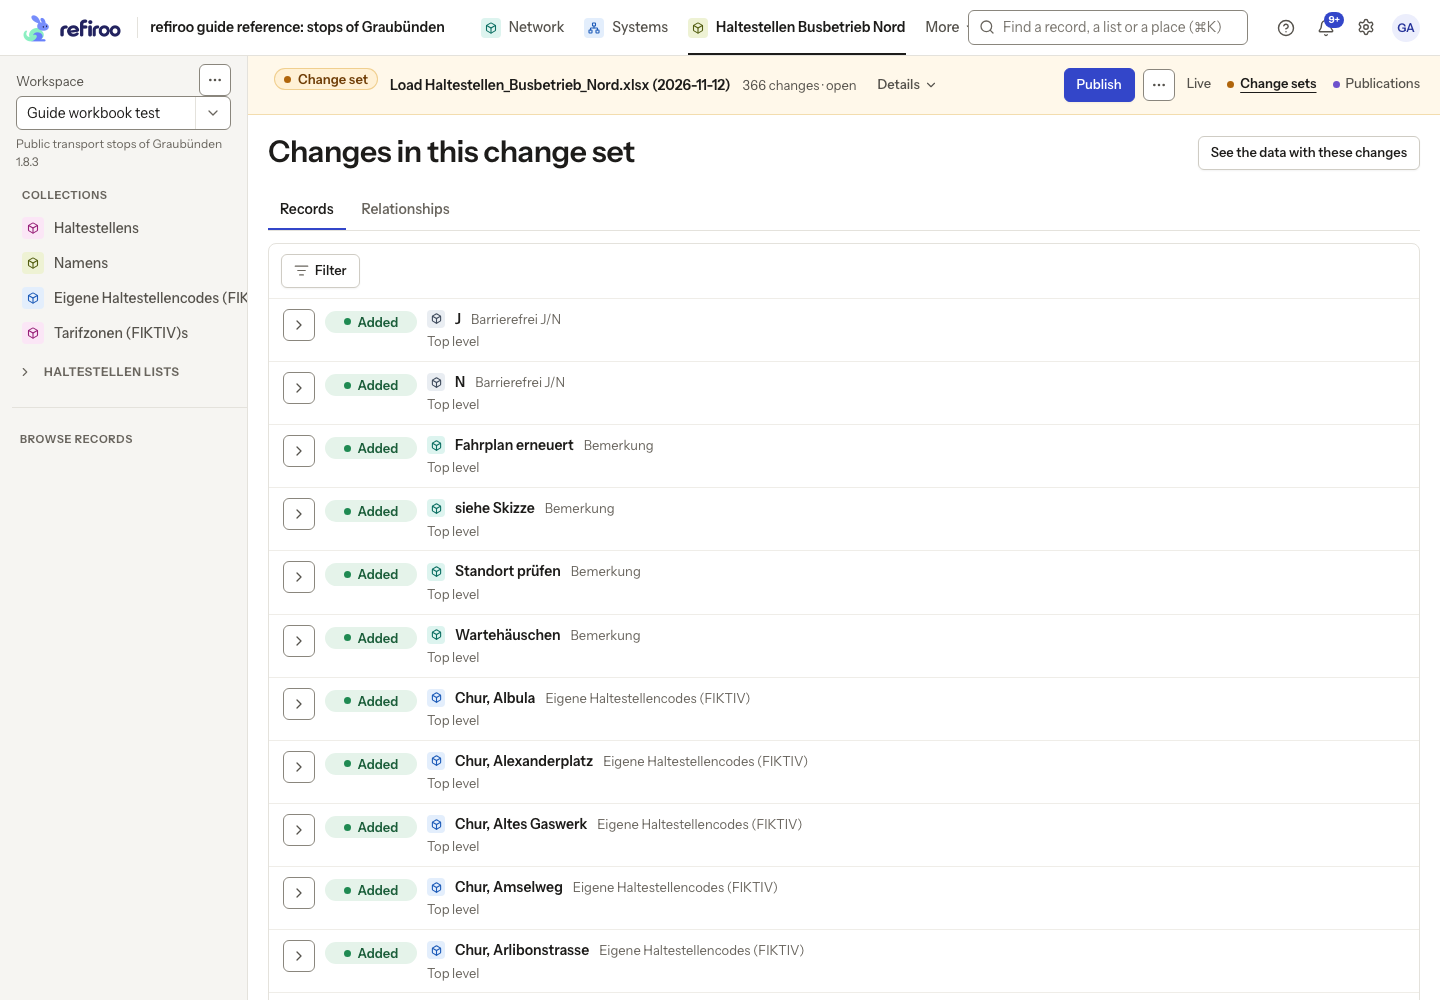 refiroo
refiroo guide reference: stops of Graubünden
Network
Systems
Haltestellen Busbetrieb Nord
More
Find a record, a list or a place (⌘K)
9+
GA
Workspace
Guide workbook test
Public transport stops of Graubünden
1.8.3
COLLECTIONS
Haltestellens
Namens
Eigene Haltestellencodes (FIK
Tarifzonen (FIKTIV)s
HALTESTELLEN LISTS
BROWSE RECORDS
Change set
Load Haltestellen_Busbetrieb_Nord.xlsx (2026-11-12)
366 changes · open
Details
Publish
Live
Change sets
Publications
Changes in this change set
See the data with these changes
Records
Relationships
Filter
Added J Barrierefrei J/N
Top level
Added N Barrierefrei J/N
Top level
Added Fahrplan erneuert Bemerkung
Top level
Added siehe Skizze Bemerkung
Top level
Added Standort prüfen Bemerkung
Top level
Added Wartehäuschen Bemerkung
Top level
Added Chur, Albula Eigene Haltestellencodes (FIKTIV)
Top level
Added Chur, Alexanderplatz Eigene Haltestellencodes (FIKTIV)
Top level
Added Chur, Altes Gaswerk Eigene Haltestellencodes (FIKTIV)
Top level
Added Chur, Amselweg Eigene Haltestellencodes (FIKTIV)
Top level
Added Chur, Arlibonstrasse Eigene Haltestellencodes (FIKTIV)
Top level